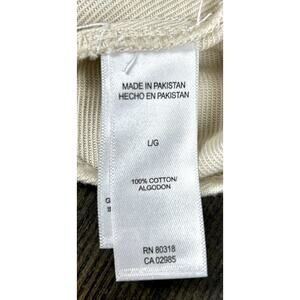 MADE IN PAKISTAN
HECHO EN PAKISTAN
L/G
100% COTTON/
ALGODON
RN 80318
CA 02985